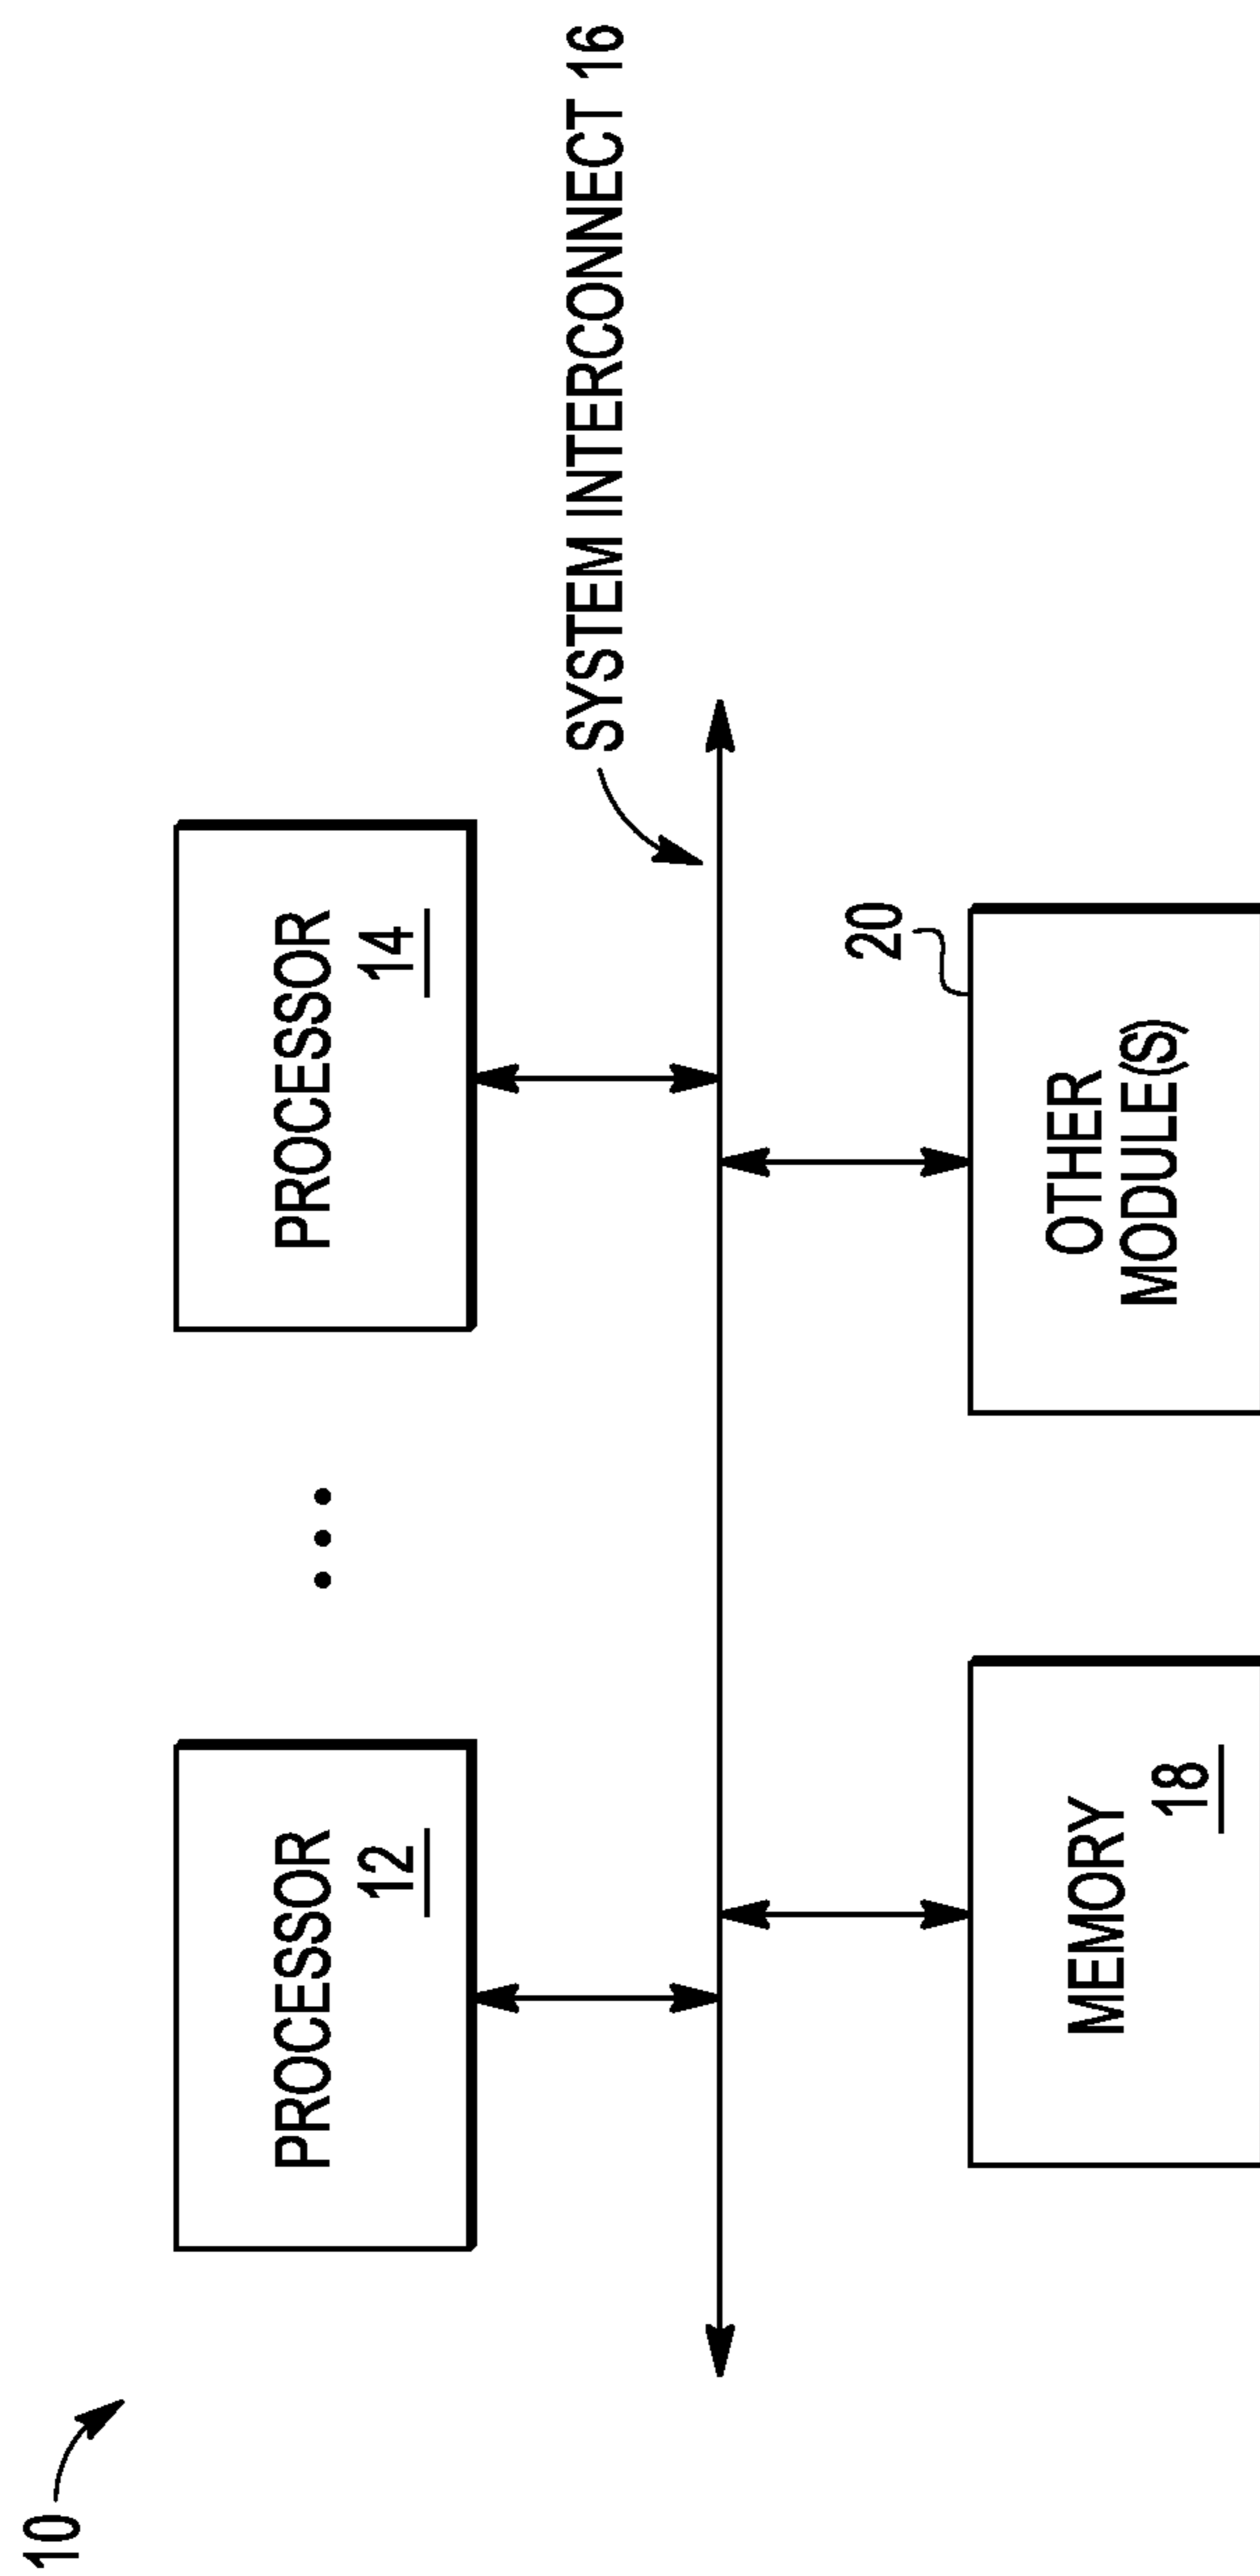 10
PROCESSOR
12
PROCESSOR
14
SYSTEM INTERCONNECT 16
MEMORY
18
20
OTHER
MODULE(S)